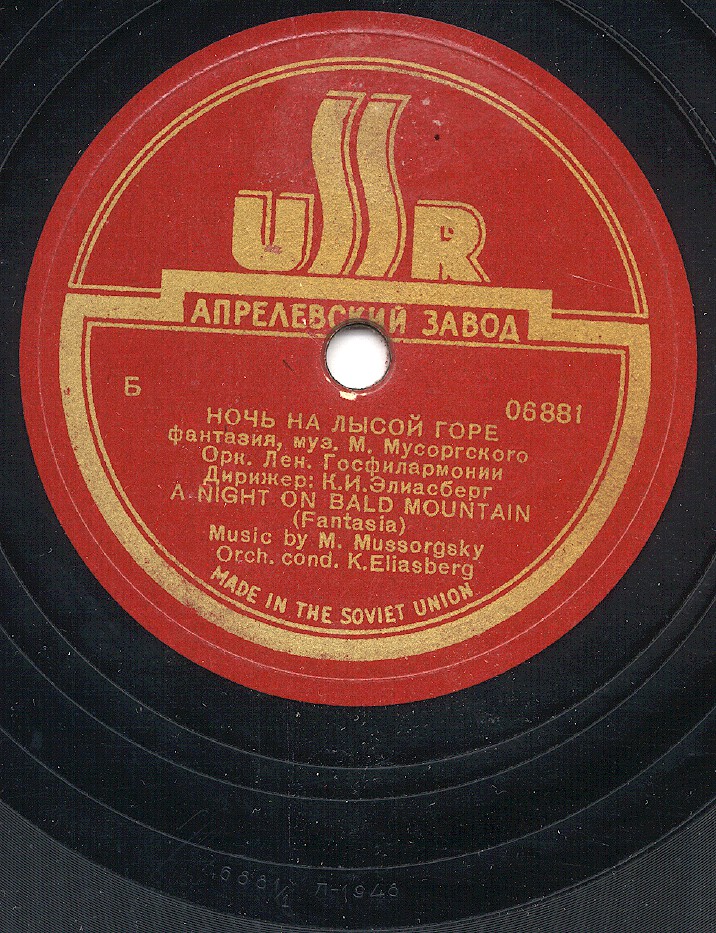 USSR
АПРЕЛЕВСКИЙ ЗАВОД
Б 06881
НОЧЬ НА ЛЫСОЙ ГОРЕ
фантазия, муз. М. Мусоргского
Орк. Лен. Госфилармонии
Дирижер: К.И.Элиасберг
A NIGHT ON BALD MOUNTAIN
(Fantasia)
Music by M. Mussorgsky
Orch. cond. K.Eliasberg
MADE IN THE SOVIET UNION
Л-1946